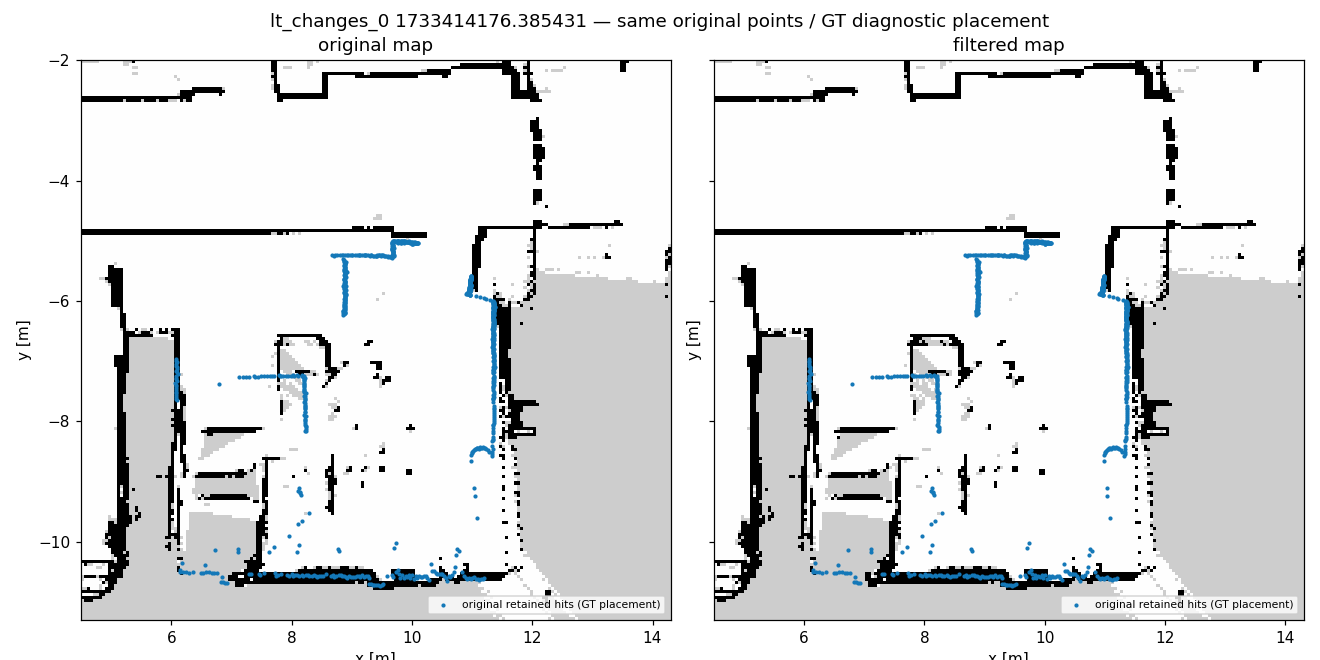 lt_changes_0 1733414176.385431 — same original points / GT diagnostic placement
original map
filtered map
y [m]
−2
−4
−6
−8
−10
y [m]
original retained hits (GT placement)
original retained hits (GT placement)
6 8 10 12 14
6 8 10 12 14
x [m]
x [m]